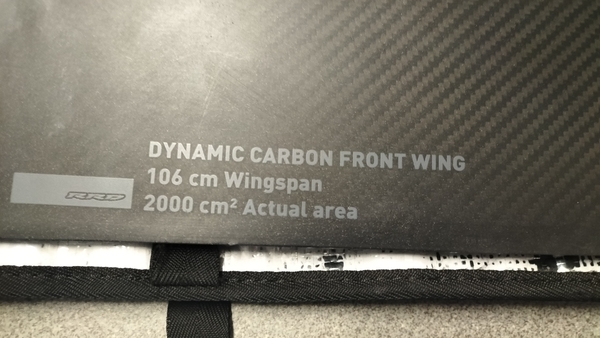 DYNAMIC CARBON FRONT WING
106 cm Wingspan
RRD
2000 cm² Actual area